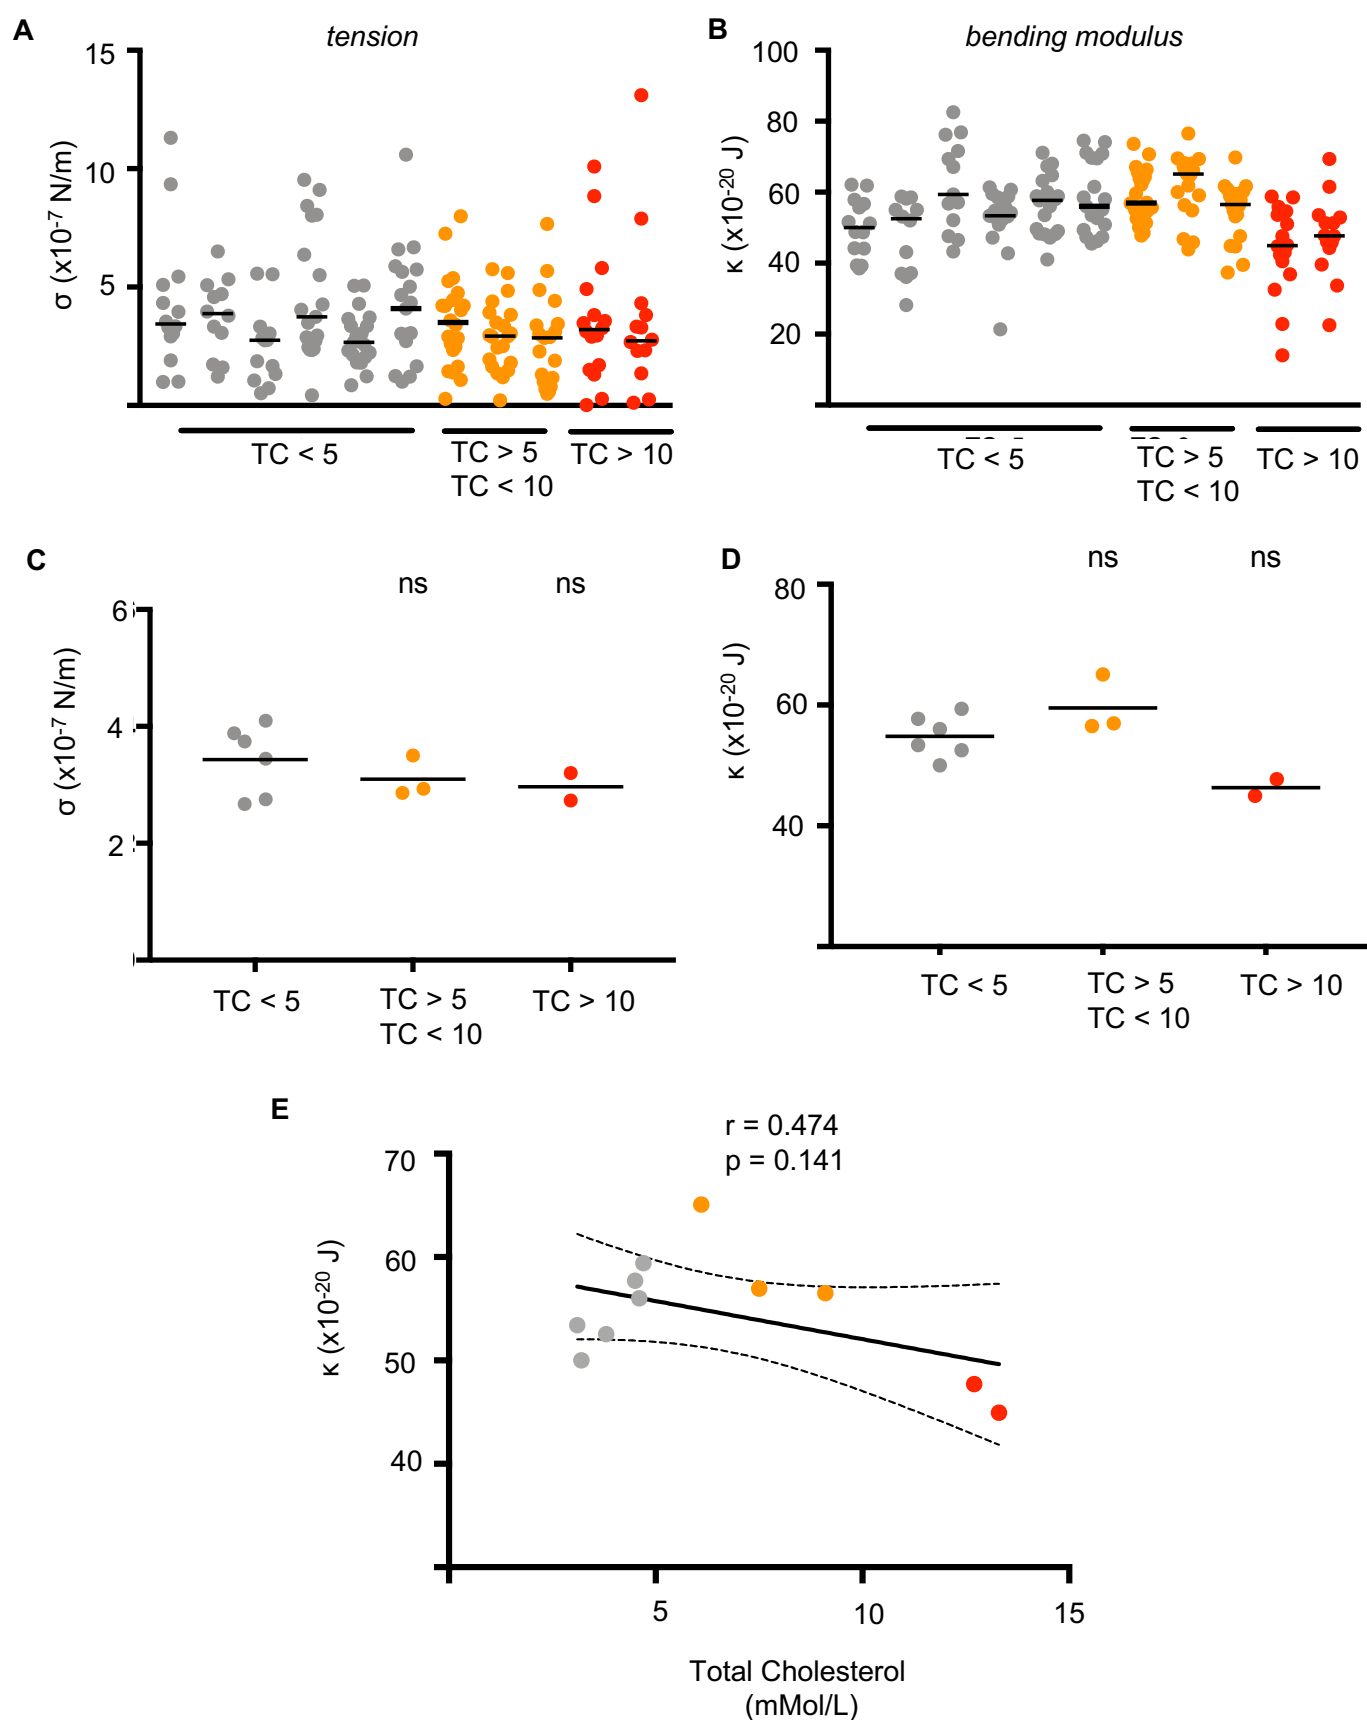 A
tension
15
10
5
σ (x10⁻⁷ N/m)
TC < 5
TC > 5
TC < 10
TC > 10
B
bending modulus
100
80
60
40
20
κ (x10⁻²⁰ J)
TC < 5
TC > 5
TC < 10
TC > 10
C
ns
ns
6
4
2
σ (x10⁻⁷ N/m)
TC < 5
TC > 5
TC < 10
TC > 10
D
ns
ns
80
60
40
κ (x10⁻²⁰ J)
TC < 5
TC > 5
TC < 10
TC > 10
E
r = 0.474
p = 0.141
70
60
50
40
κ (x10⁻²⁰ J)
5
10
15
Total Cholesterol
(mMol/L)